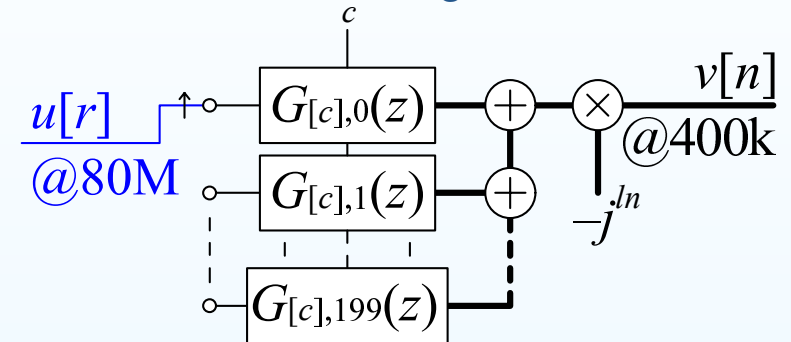 c
u[r]
@80M
G[c],0(z)
G[c],1(z)
G[c],199(z)
+
+
×
v[n]
@400k
–j^ln